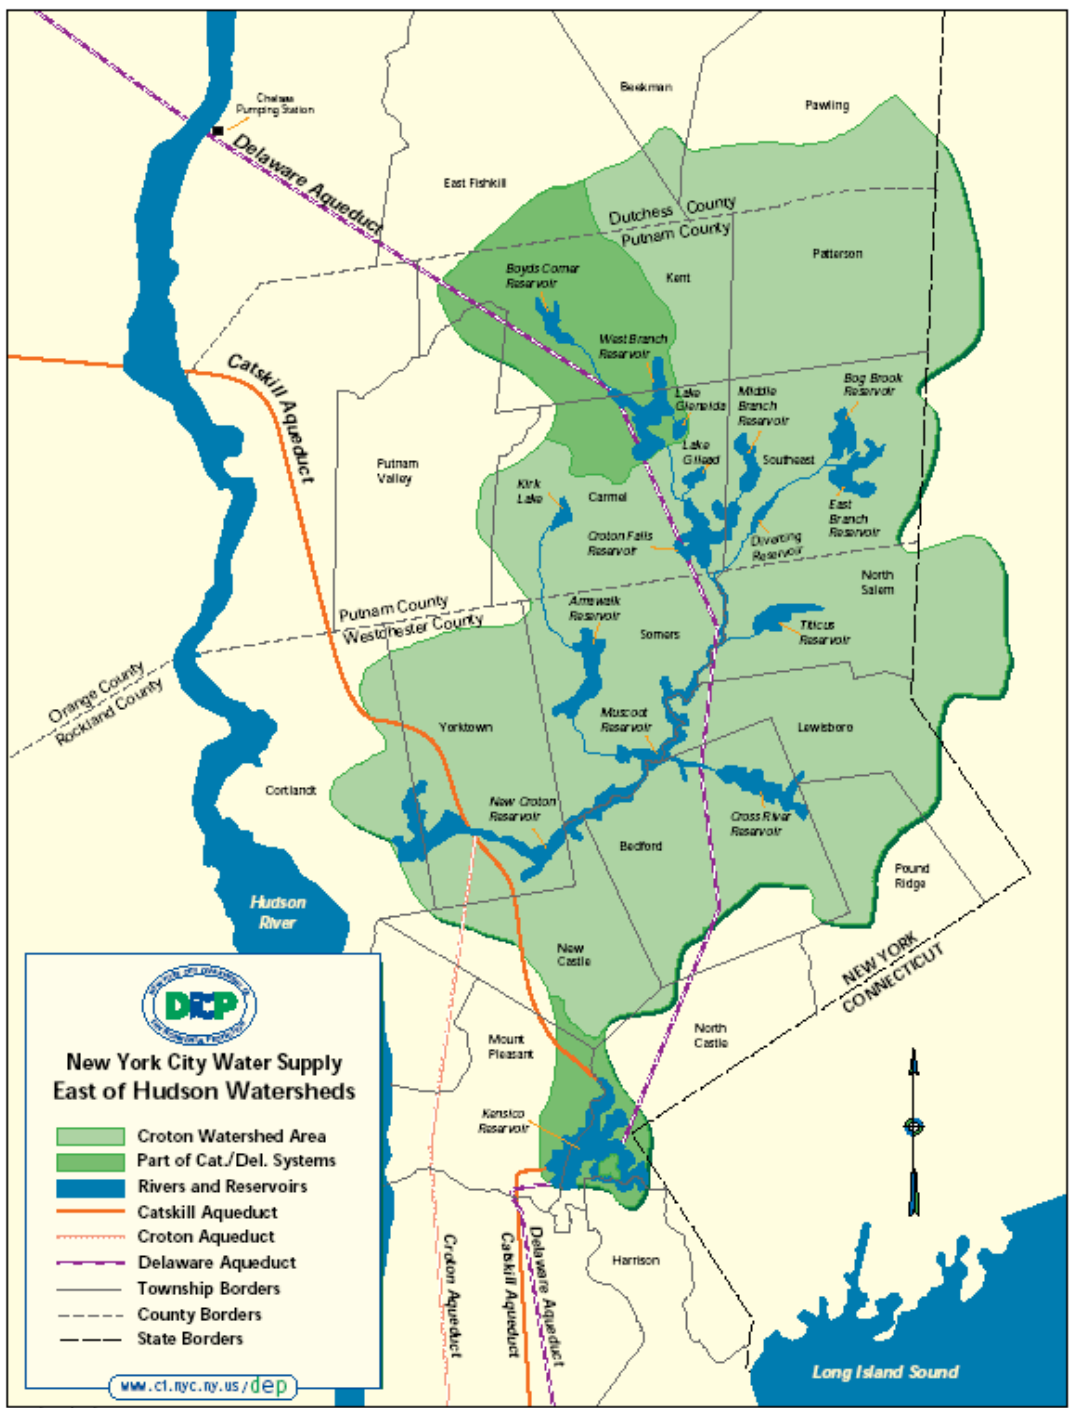 Beekman
Pawling
Chelsea
Pumping Station
Delaware Aqueduct
East Fishkill
Dutchess County
Putnam County
Patterson
Kent
Boyds Corner
Reservoir
West Branch
Reservoir
Catskill Aqueduct
Lake
Gleneida
Middle
Branch
Reservoir
Bog Brook
Reservoir
Putnam
Valley
Kirk
Lake
Carmel
Lake
Gilead
Southeast
East
Branch
Reservoir
Croton Falls
Reservoir
Diverting
Reservoir
North
Salem
Putnam County
Westchester County
Amawalk
Reservoir
Somers
Titicus
Reservoir
Orange County
Rockland County
Yorktown
Muscoot
Reservoir
Lewisboro
Cortlandt
New Croton
Reservoir
Cross River
Reservoir
Bedford
Pound
Ridge
Hudson
River
New
Castle
NEW YORK
CONNECTICUT
Mount
Pleasant
North
Castle
Kensico
Reservoir
Harrison
Croton Aqueduct
Catskill Aqueduct
Delaware Aqueduct
Long Island Sound
DEP
New York City Water Supply
East of Hudson Watersheds
Croton Watershed Area
Part of Cat./Del. Systems
Rivers and Reservoirs
Catskill Aqueduct
Croton Aqueduct
Delaware Aqueduct
Township Borders
County Borders
State Borders
www.ci.nyc.ny.us/dep